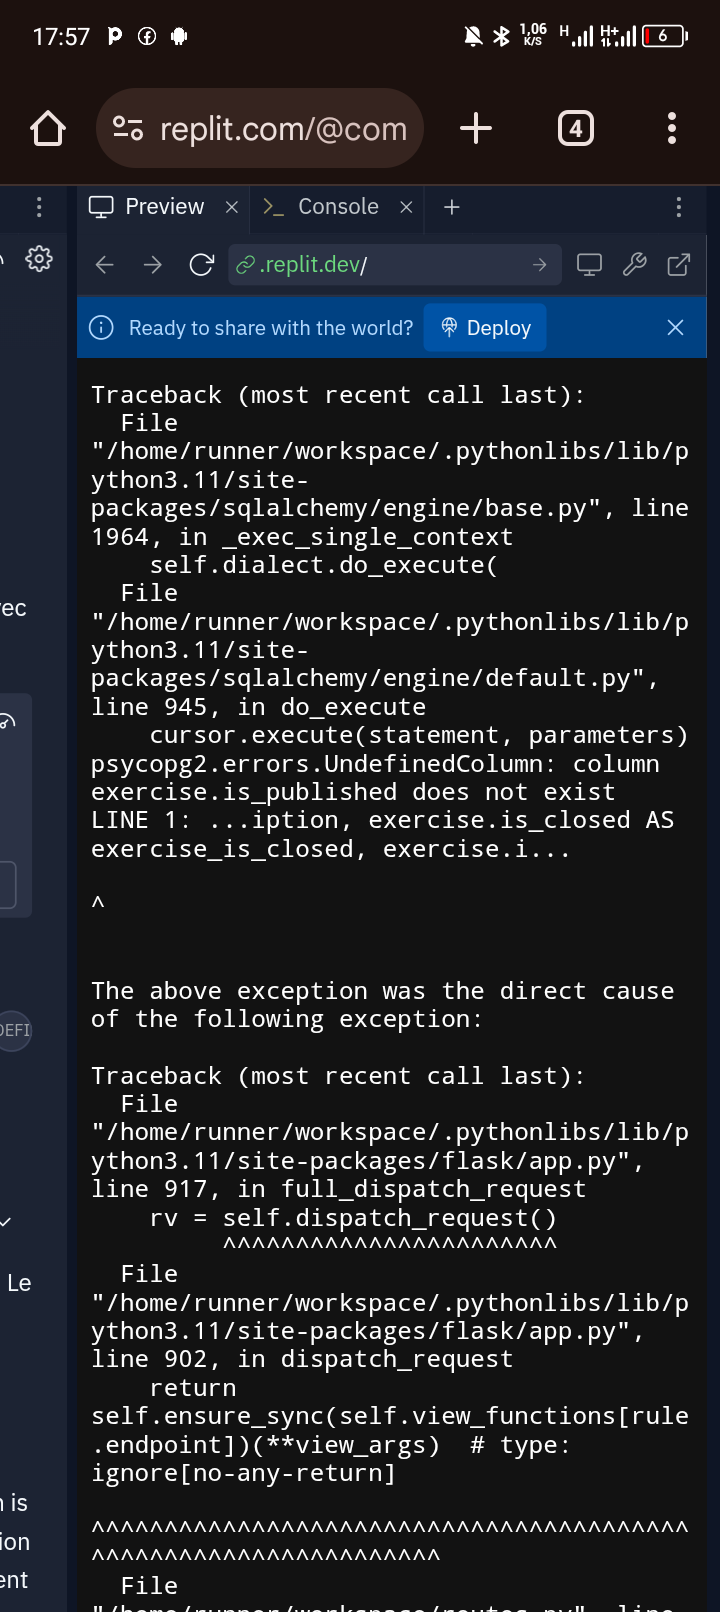 17:57
1,06
K/S
H
H+
6
replit.com/@com
4
Preview
Console
.replit.dev/
Ready to share with the world?
Deploy
Traceback (most recent call last):
File
"/home/runner/workspace/.pythonlibs/lib/p
ython3.11/site-
packages/sqlalchemy/engine/base.py", line
1964, in _exec_single_context
self.dialect.do_execute(
File
"/home/runner/workspace/.pythonlibs/lib/p
ython3.11/site-
packages/sqlalchemy/engine/default.py",
line 945, in do_execute
cursor.execute(statement, parameters)
psycopg2.errors.UndefinedColumn: column
exercise.is_published does not exist
LINE 1: ...iption, exercise.is_closed AS
exercise_is_closed, exercise.i...
^
The above exception was the direct cause
of the following exception:
Traceback (most recent call last):
File
"/home/runner/workspace/.pythonlibs/lib/p
ython3.11/site-packages/flask/app.py",
line 917, in full_dispatch_request
rv = self.dispatch_request()
^^^^^^^^^^^^^^^^^^^^^^^
File
"/home/runner/workspace/.pythonlibs/lib/p
ython3.11/site-packages/flask/app.py",
line 902, in dispatch_request
return
self.ensure_sync(self.view_functions[rule
.endpoint])(**view_args)  # type:
ignore[no-any-return]
^^^^^^^^^^^^^^^^^^^^^^^^^^^^^^^^^^^^^^^^^
^^^^^^^^^^^^^^^^^^^^^^^^
File
"/home/runner/workspace/routes.py", line
Le
is
ion
ent